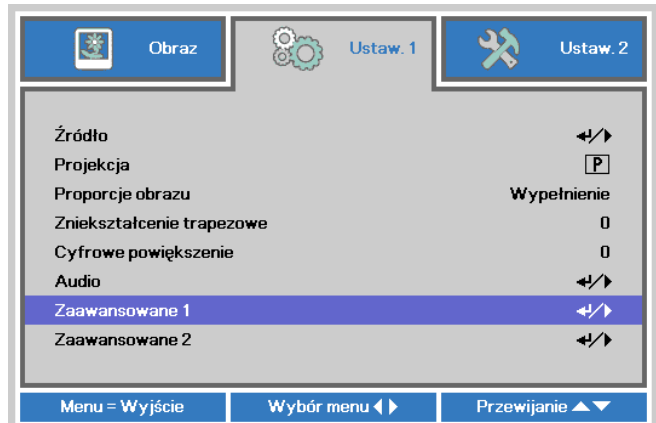 Obraz Ustaw. 1 Ustaw. 2
Źródło
Projekcja P
Proporcje obrazu Wypełnienie
Zniekształcenie trapezowe 0
Cyfrowe powiększenie 0
Audio
Zaawansowane 1
Zaawansowane 2
Menu = Wyjście Wybór menu Przewijanie